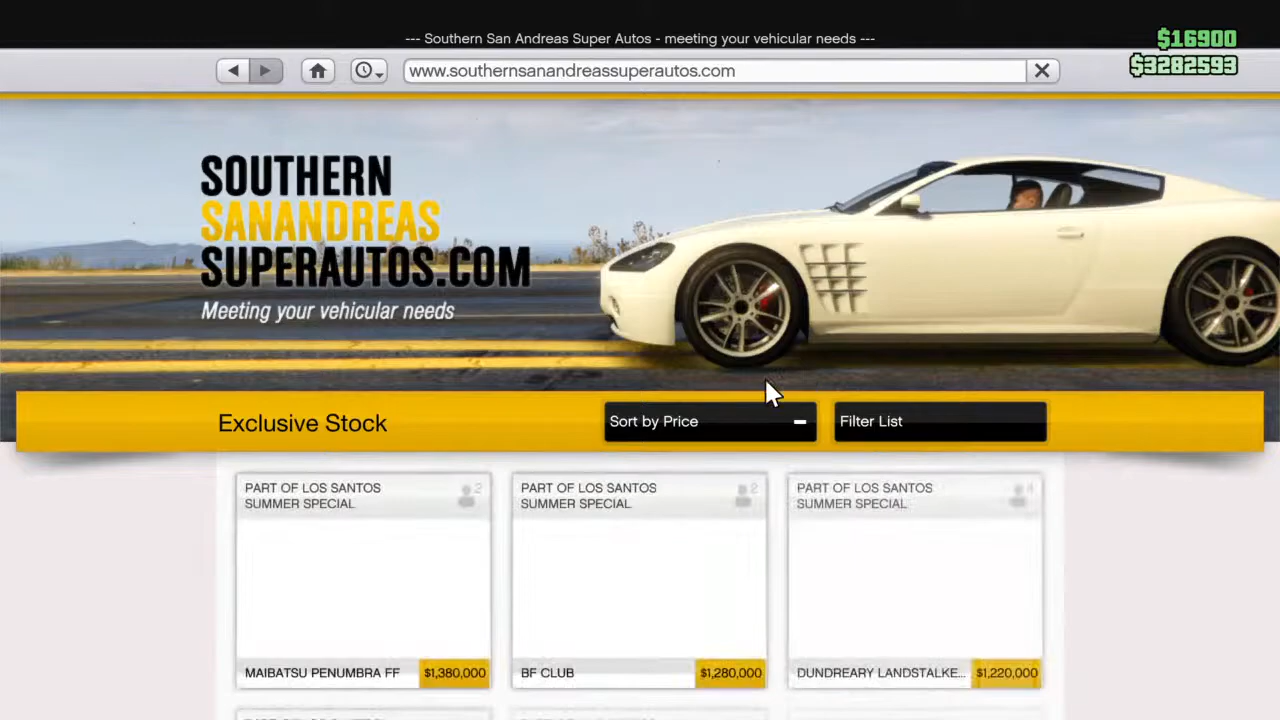 --- Southern San Andreas Super Autos - meeting your vehicular needs ---
$16900
$3282593
www.southernsanandreassuperautos.com
SOUTHERN
SANANDREAS
SUPERAUTOS.COM
Meeting your vehicular needs
Exclusive Stock
Sort by Price
Filter List
PART OF LOS SANTOS
SUMMER SPECIAL
2
PART OF LOS SANTOS
SUMMER SPECIAL
2
PART OF LOS SANTOS
SUMMER SPECIAL
4
MAIBATSU PENUMBRA FF $1,380,000
BF CLUB $1,280,000
DUNDREARY LANDSTALKE... $1,220,000